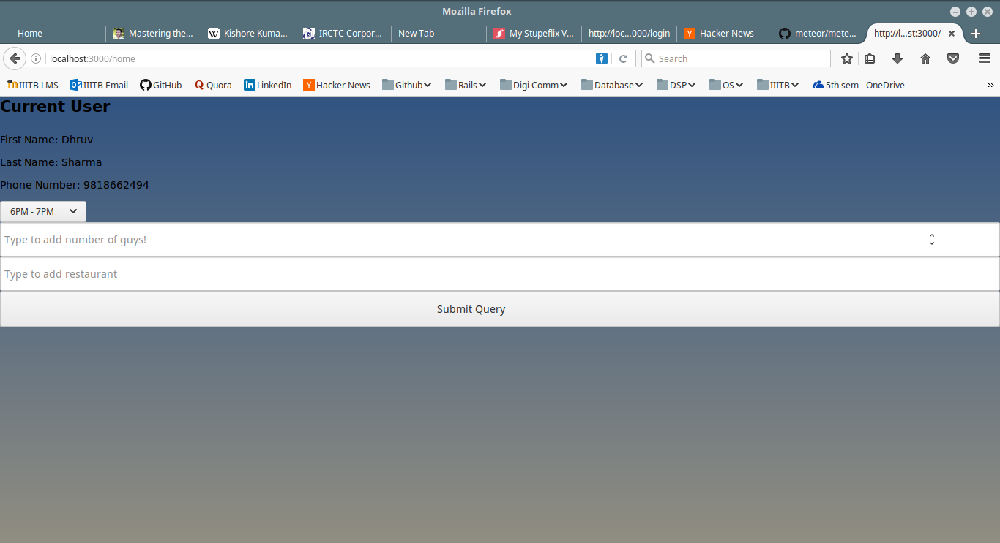 Mozilla Firefox
Home Mastering the... Kishore Kuma... IRCTC Corpor... New Tab My Stupeflix V... http://loc...000/login Hacker News meteor/mete... http://l...st:3000/
localhost:3000/home Search
IIITB LMS IIITB Email GitHub Quora LinkedIn Hacker News Github Rails Digi Comm Database DSP OS IIITB 5th sem - OneDrive »
Current User
First Name: Dhruv
Last Name: Sharma
Phone Number: 9818662494
6PM - 7PM
Type to add number of guys!
Type to add restaurant
Submit Query